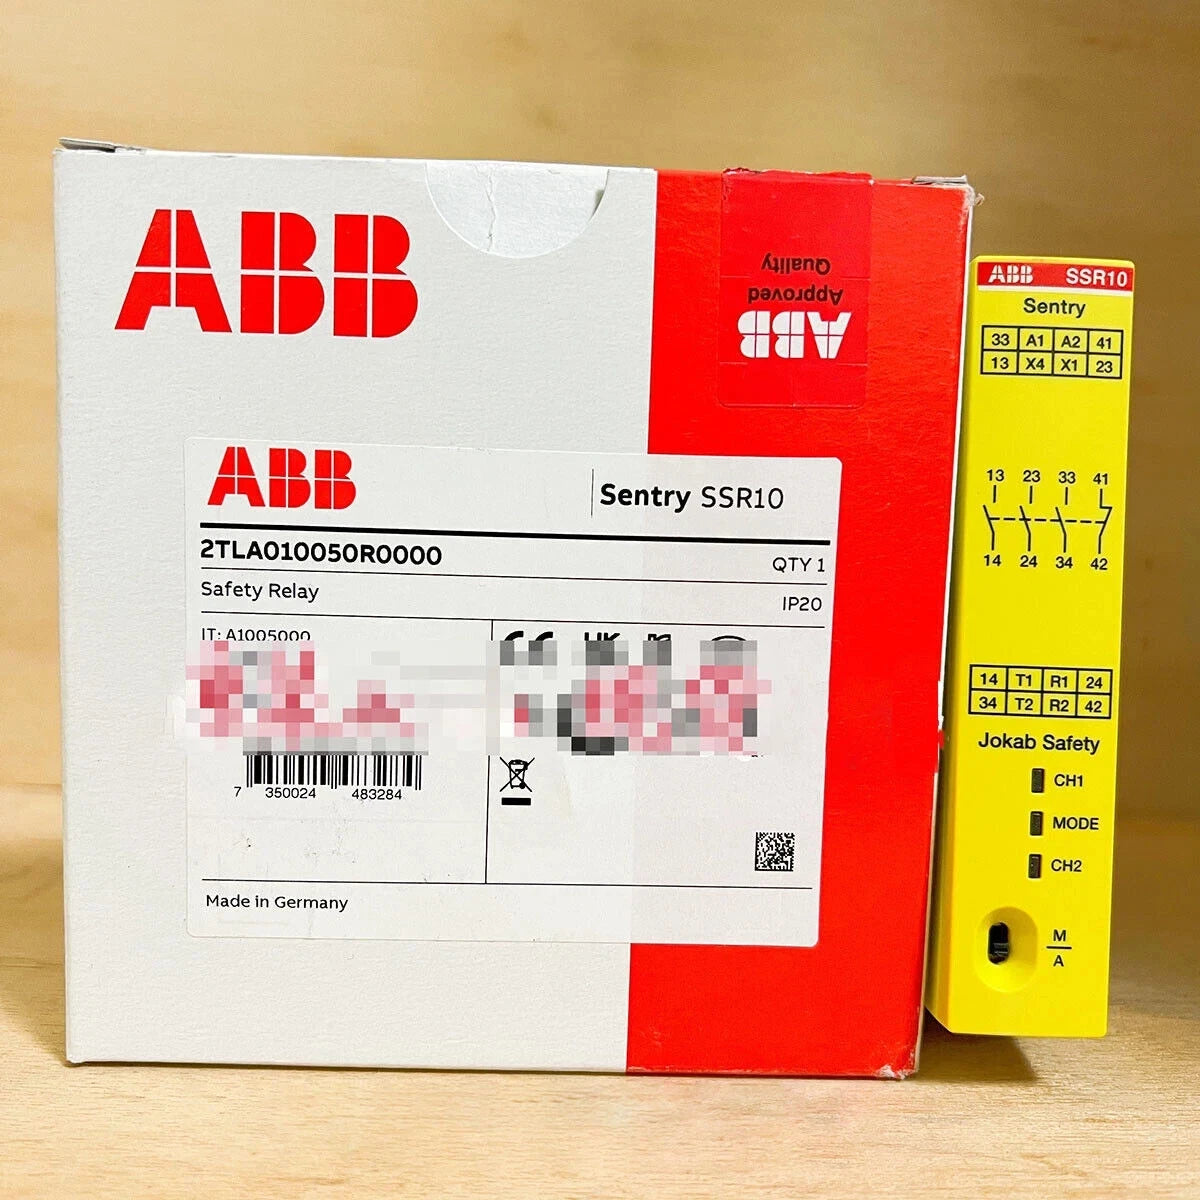 ABB
Quality
Approved
ABB
ABB
Sentry SSR10
2TLA010050R0000
QTY 1
Safety Relay
IP20
IT: A1005000
7 350024 483284
Made in Germany
ABB SSR10
Sentry
33 A1 A2 41
13 X4 X1 23
13 23 33 41
14 24 34 42
14 T1 R1 24
34 T2 R2 42
Jokab Safety
CH1
MODE
CH2
M
A